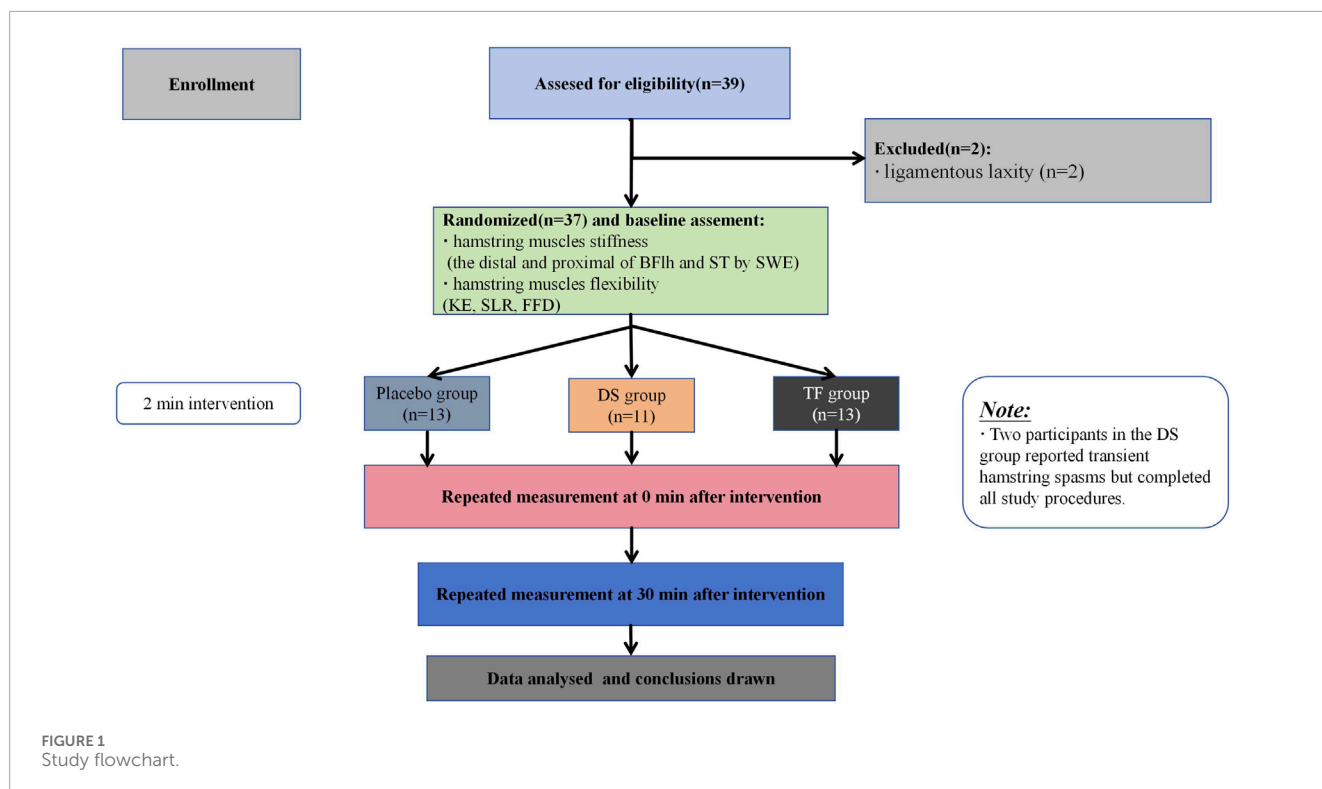 Enrollment
Assesed for eligibility(n=39)
Excluded(n=2):
· ligamentous laxity (n=2)
Randomized(n=37) and baseline assement:
· hamstring muscles stiffness
(the distal and proximal of BFlh and ST by SWE)
· hamstring muscles flexibility
(KE, SLR, FFD)
2 min intervention
Placebo group
(n=13)
DS group
(n=11)
TF group
(n=13)
Note:
· Two participants in the DS
group reported transient
hamstring spasms but completed
all study procedures.
Repeated measurement at 0 min after intervention
Repeated measurement at 30 min after intervention
Data analysed and conclusions drawn
FIGURE 1
Study flowchart.